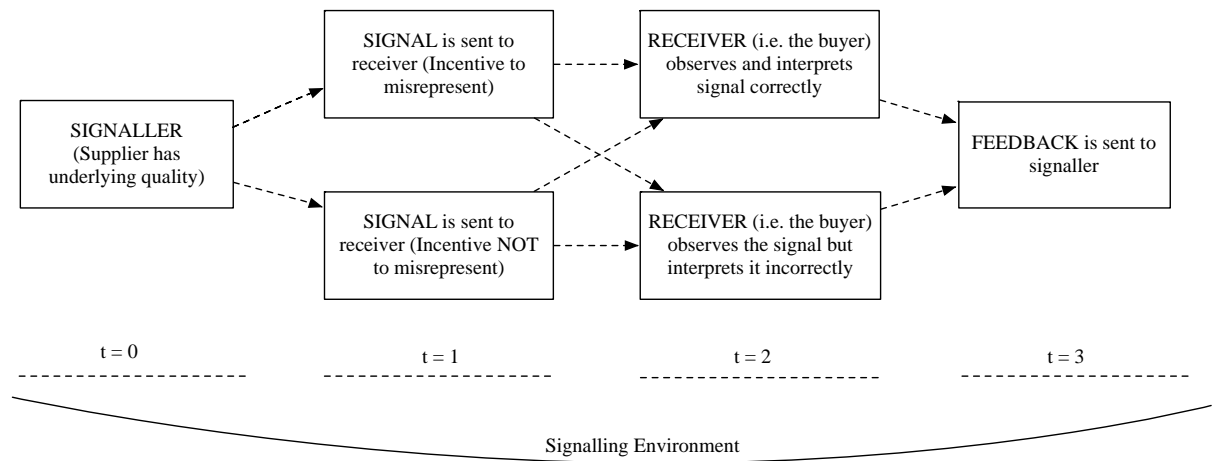 SIGNALLER
(Supplier has
underlying quality)
SIGNAL is sent to
receiver (Incentive to
misrepresent)
SIGNAL is sent to
receiver (Incentive NOT
to misrepresent)
RECEIVER (i.e. the buyer)
observes and interprets
signal correctly
RECEIVER (i.e. the buyer)
observes the signal but
interprets it incorrectly
FEEDBACK is sent to
signaller
t = 0
t = 1
t = 2
t = 3
Signalling Environment